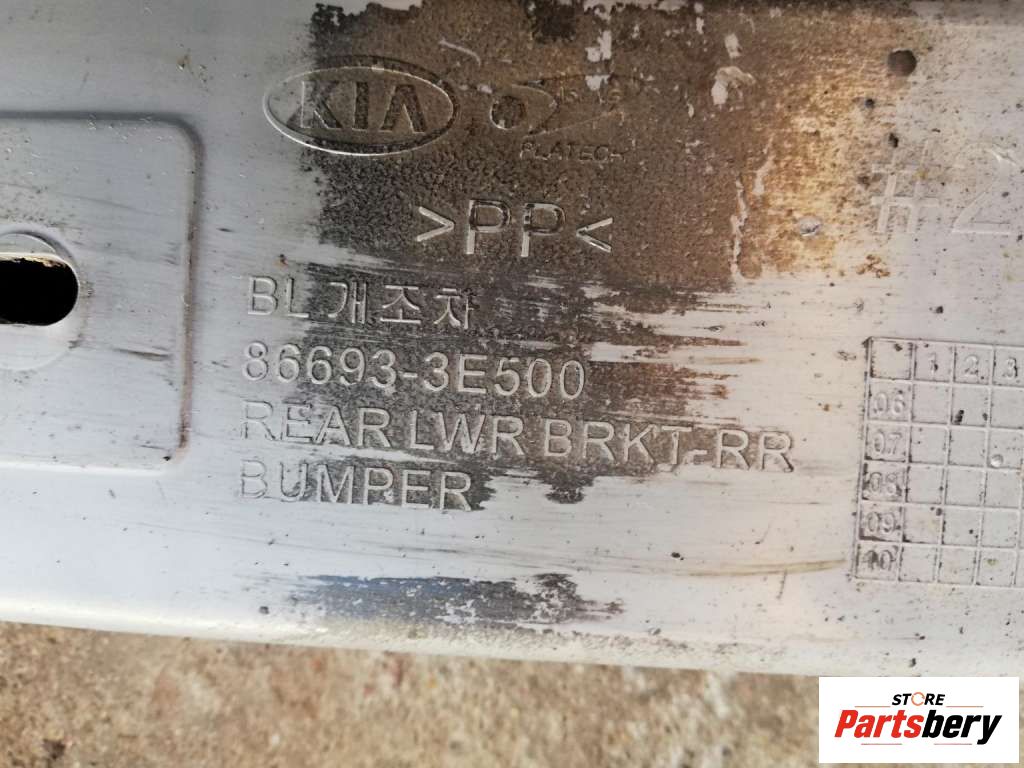 KIA
PLATECH
>PP<
#2
BL개조차
86693-3E500
REAR LWR BRKT-RR
BUMPER
1 2 3
06
07
08
09
10
STORE
Partsbery